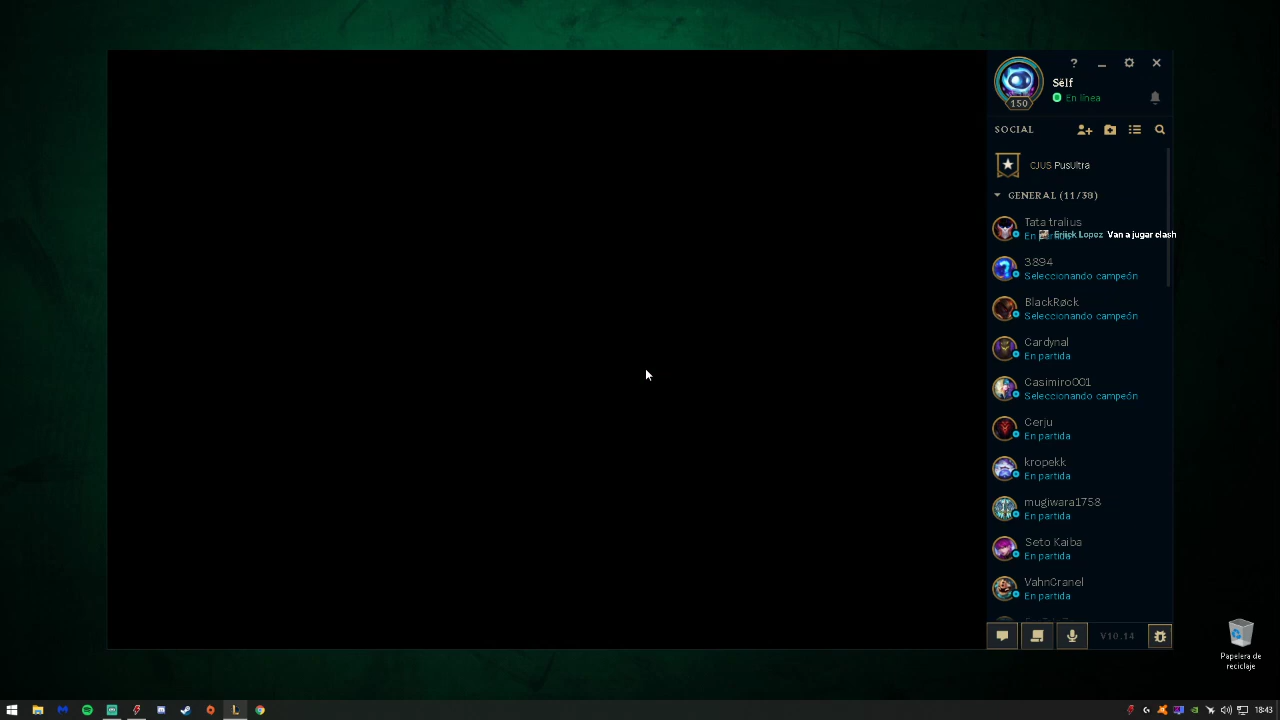 ?
Sëlf
150
En línea
SOCIAL
CJUS PusUltra
GENERAL (11/38)
Tata tralius
Eriick Lopez Van a jugar clash
3894
Seleccionando campeón
BlackRøck
Seleccionando campeón
Cardynal
En partida
Casimiro001
Seleccionando campeón
Cerju
En partida
kropekk
En partida
mugiwara1758
En partida
Seto Kaiba
En partida
VahnCranel
En partida
V10.14
Papelera de
reciclaje
18:43